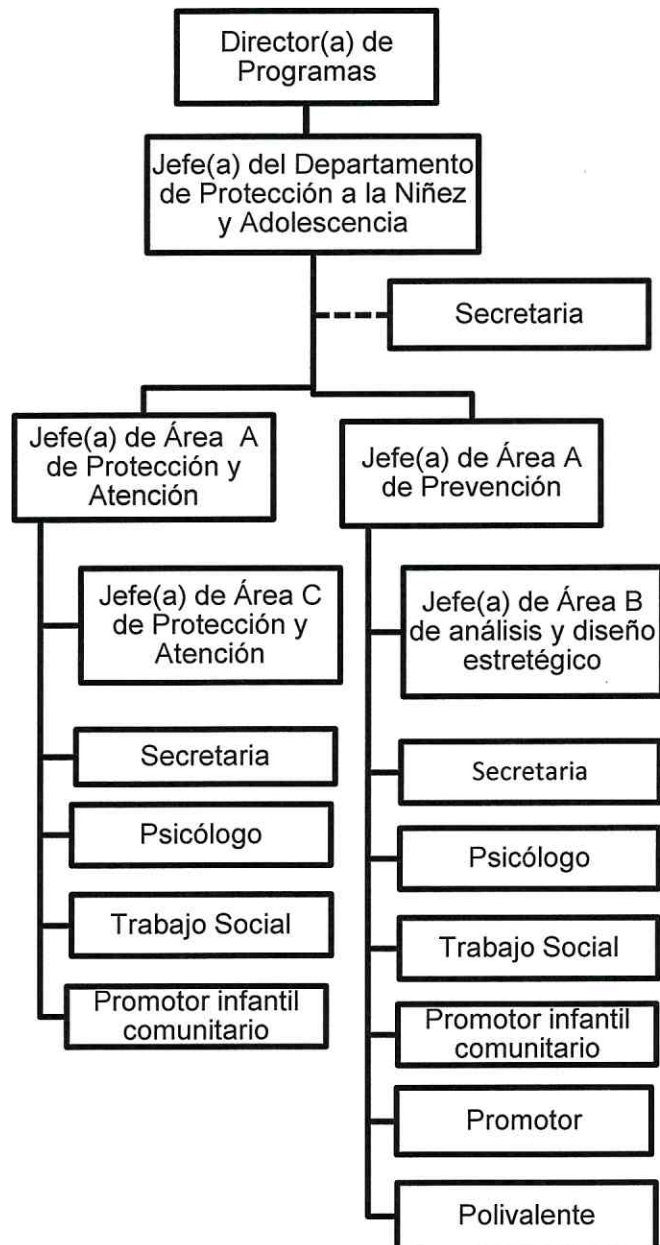 Director(a) de
Programas
Jefe(a) del Departamento
de Protección a la Niñez
y Adolescencia
Secretaria
Jefe(a) de Área A
de Protección y
Atención
Jefe(a) de Área A
de Prevención
Jefe(a) de Área C
de Protección y
Atención
Secretaria
Psicólogo
Trabajo Social
Promotor infantil
comunitario
Jefe(a) de Área B
de análisis y diseño
estretégico
Secretaria
Psicólogo
Trabajo Social
Promotor infantil
comunitario
Promotor
Polivalente